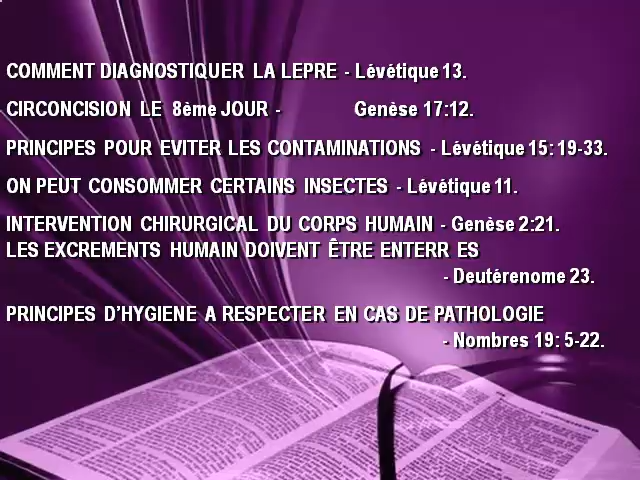 COMMENT DIAGNOSTIQUER LA LEPRE - Lévétique 13.
CIRCONCISION LE 8ème JOUR - Genèse 17:12.
PRINCIPES POUR EVITER LES CONTAMINATIONS - Lévétique 15: 19-33.
ON PEUT CONSOMMER CERTAINS INSECTES - Lévétique 11.
INTERVENTION CHIRURGICAL DU CORPS HUMAIN - Genèse 2:21.
LES EXCREMENTS HUMAIN DOIVENT ÊTRE ENTERR ES
- Deutérenome 23.
PRINCIPES D'HYGIENE A RESPECTER EN CAS DE PATHOLOGIE
- Nombres 19: 5-22.